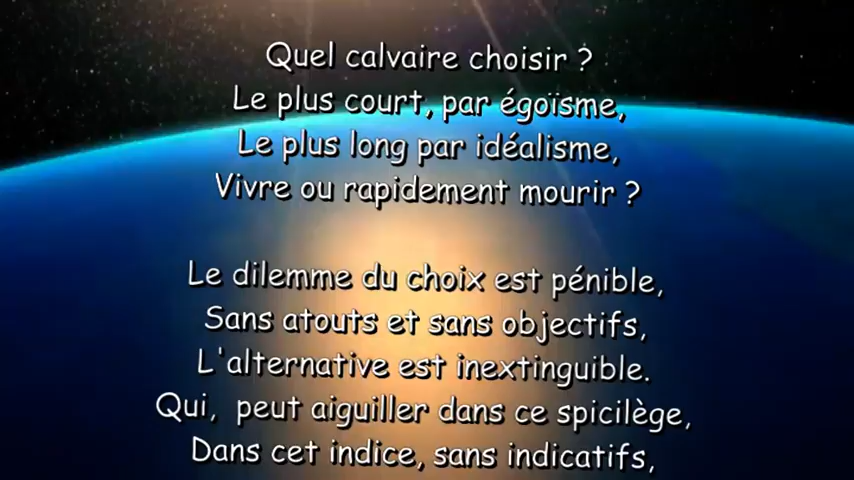 Quel calvaire choisir ?
Le plus court, par égoïsme,
Le plus long par idéalisme,
Vivre ou rapidement mourir ?
Le dilemme du choix est pénible,
Sans atouts et sans objectifs,
L'alternative est inextinguible.
Qui, peut aiguiller dans ce spicilège,
Dans cet indice, sans indicatifs,